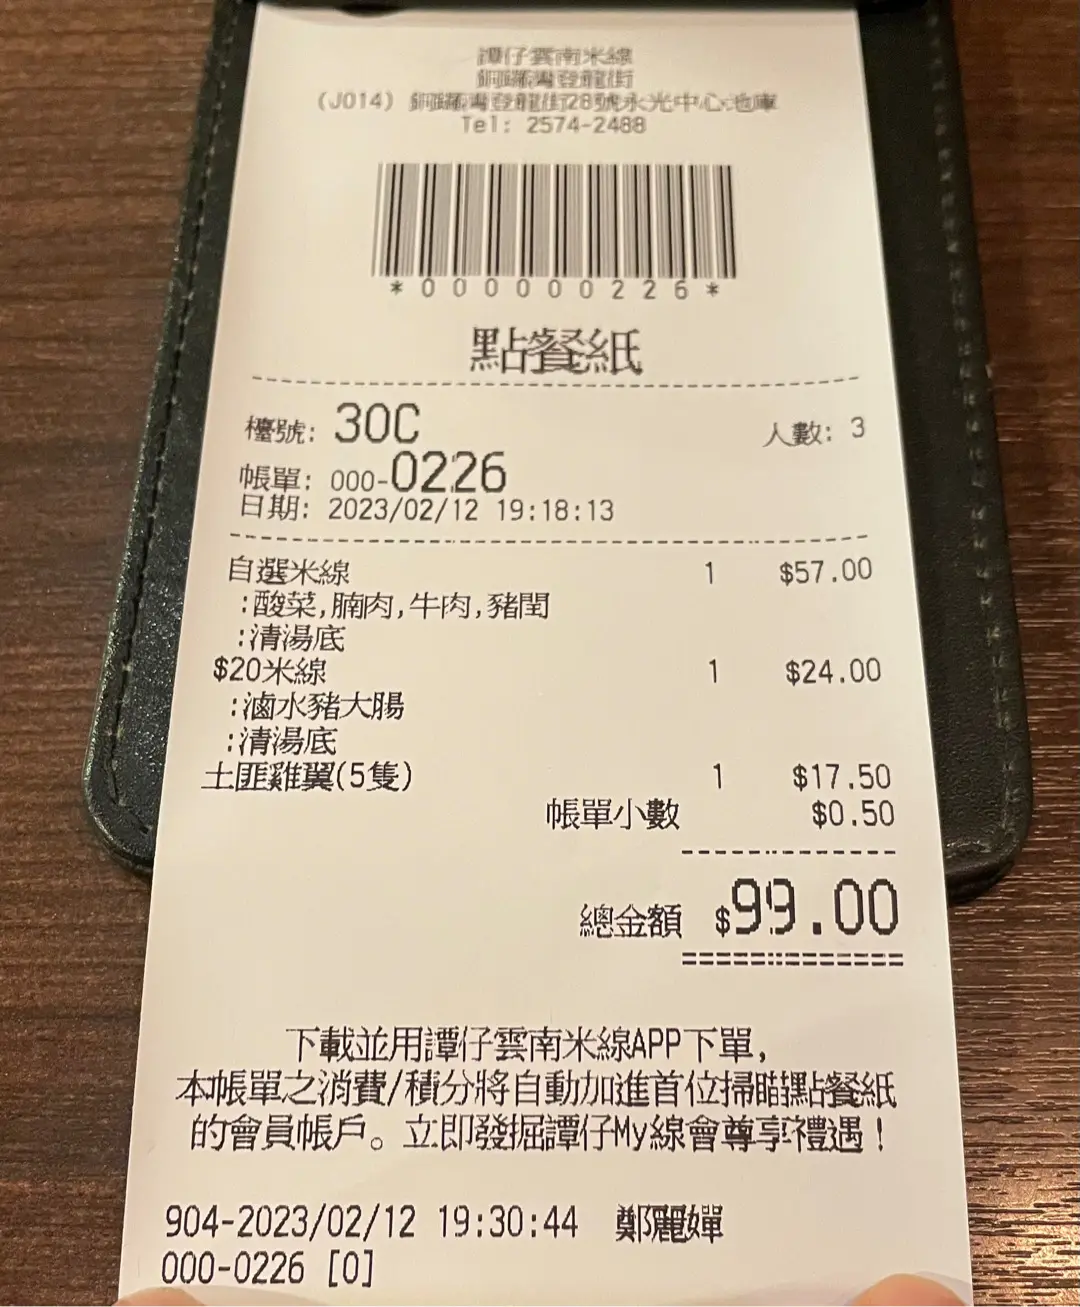 譚仔雲南米線
銅鑼灣登龍街
(J014) 銅鑼灣登龍街28號永光中心地庫
Tel: 2574-2488
*000000226*
點餐紙
檯號: 30C 人數: 3
帳單: 000-0226
日期: 2023/02/12 19:18:13
自選米線 1 $57.00
:酸菜,腩肉,牛肉,豬膶
:清湯底
$20米線 1 $24.00
:滷水豬大腸
:清湯底
土匪雞翼(5隻) 1 $17.50
帳單小數 $0.50
總金額 $99.00
下載並用譚仔雲南米線APP下單,
本帳單之消費/積分將自動加進首位掃瞄點餐紙
的會員帳戶。立即發掘譚仔My線會尊享禮遇!
904-2023/02/12 19:30:44 鄭麗嬋
000-0226 [0]